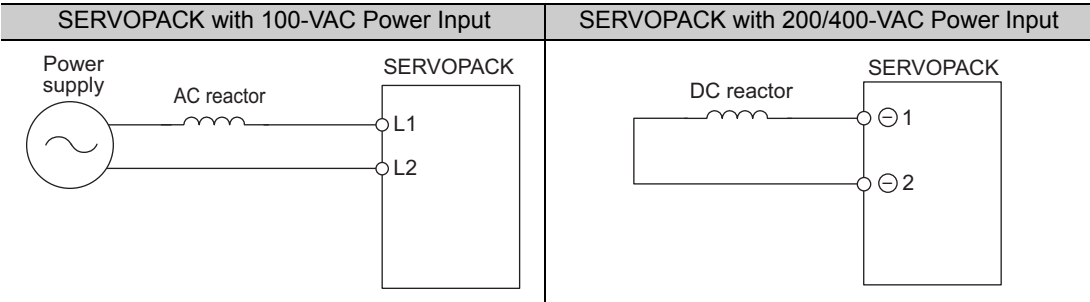 SERVOPACK with 100-VAC Power Input
SERVOPACK with 200/400-VAC Power Input
Power
supply
AC reactor
SERVOPACK
L1
L2
DC reactor
SERVOPACK
⊖ 1
⊖ 2